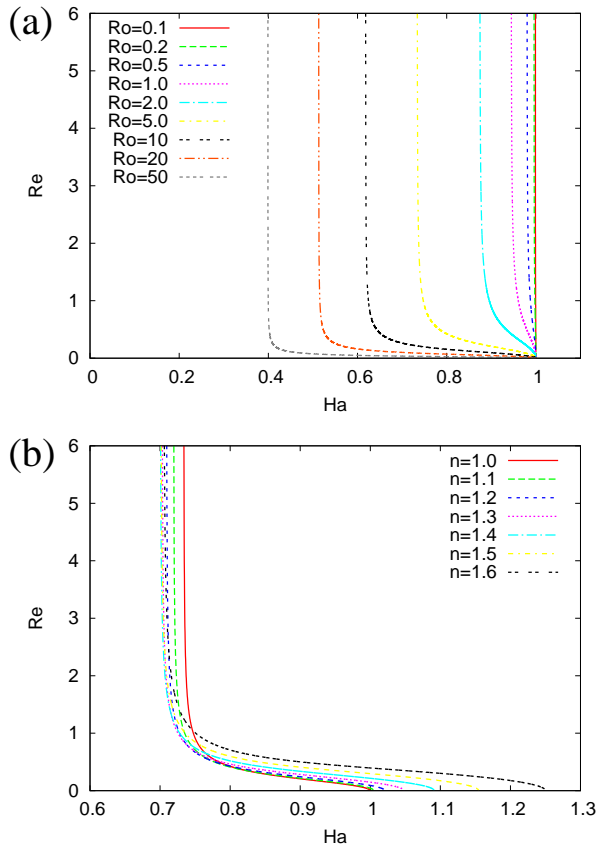 (a)
Ro=0.1
Ro=0.2
Ro=0.5
Ro=1.0
Ro=2.0
Ro=5.0
Ro=10
Ro=20
Ro=50
Re
6
5
4
3
2
1
0
0 0.2 0.4 0.6 0.8 1
Ha
(b)
n=1.0
n=1.1
n=1.2
n=1.3
n=1.4
n=1.5
n=1.6
Re
6
5
4
3
2
1
0
0.6 0.7 0.8 0.9 1 1.1 1.2 1.3
Ha